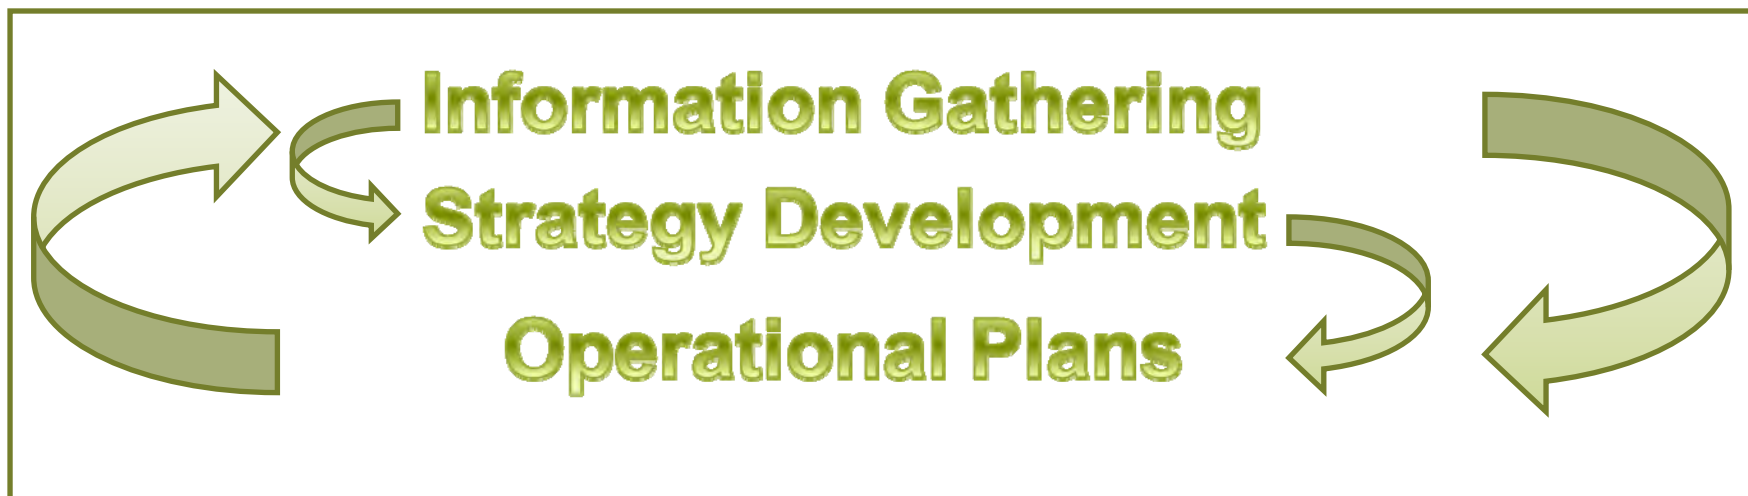 Information Gathering
Strategy Development
Operational Plans